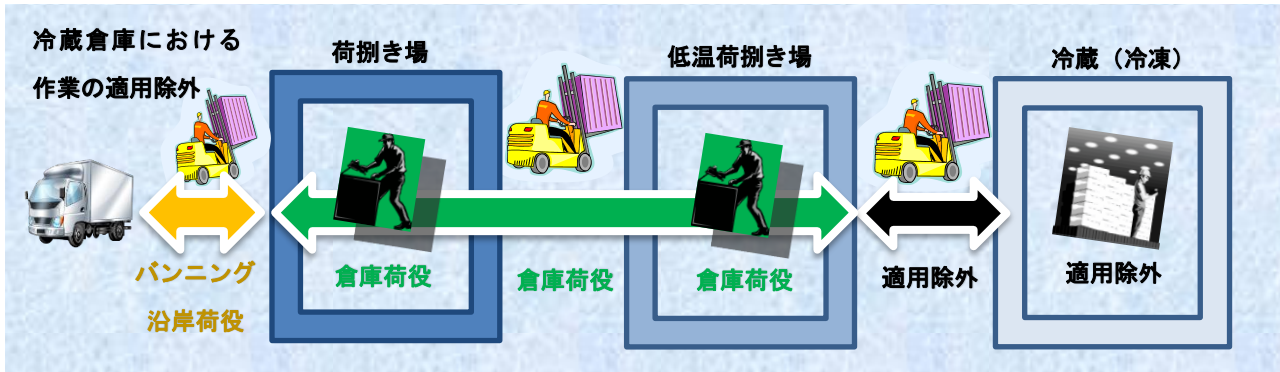 冷蔵倉庫における
作業の適用除外
荷捌き場
低温荷捌き場
冷蔵（冷凍）
バンニング
沿岸荷役
倉庫荷役
倉庫荷役
倉庫荷役
適用除外
適用除外